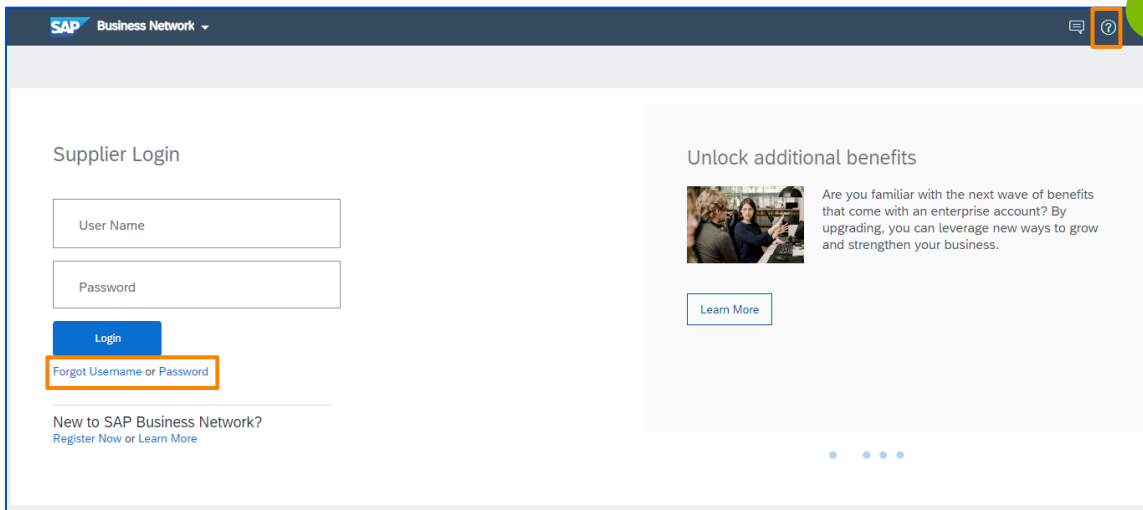 SAP Business Network
Supplier Login
User Name
Password
Login
Forgot Username or Password
New to SAP Business Network?
Register Now or Learn More
Unlock additional benefits
Are you familiar with the next wave of benefits
that come with an enterprise account? By
upgrading, you can leverage new ways to grow
and strengthen your business.
Learn More